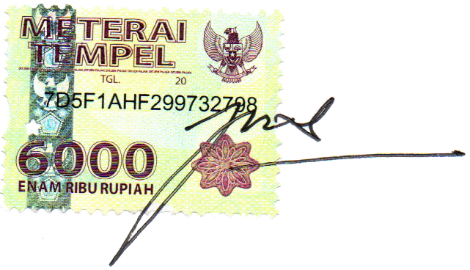 METERAI
TEMPEL
TGL. 20
7D5F1AHF299732798
6000
ENAM RIBU RUPIAH